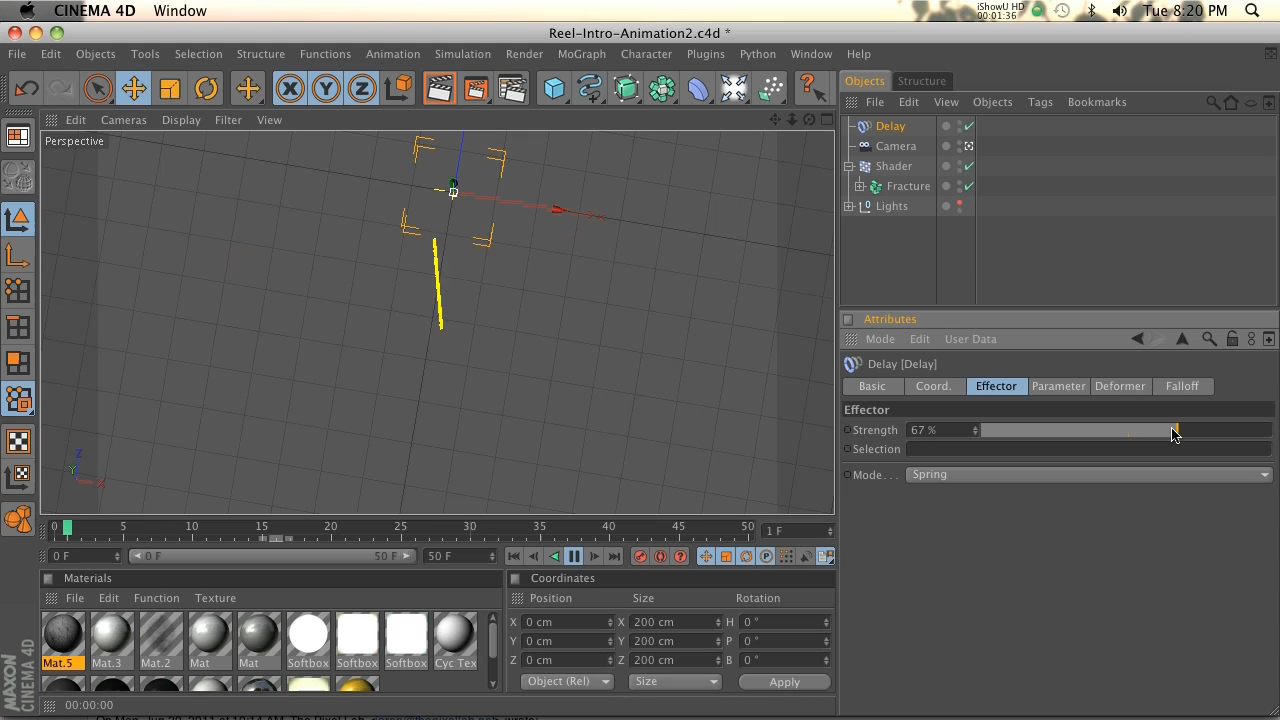 CINEMA 4D Window
iShowU HD
00:01:36
Tue 8:20 PM
Reel-Intro-Animation2.c4d *
File Edit Objects Tools Selection Structure Functions Animation Simulation Render MoGraph Character Plugins Python Window Help
Objects Structure
File Edit View Objects Tags Bookmarks
Delay
Camera
Shader
Fracture
Lights
Edit Cameras Display Filter View
Perspective
Z
Y
X
Attributes
Mode Edit User Data
Delay [Delay]
Basic Coord. Effector Parameter Deformer Falloff
Effector
Strength 67 %
Selection
Mode... Spring
0 5 10 15 20 25 30 35 40 45 50 1 F
0 F 0 F 50 F 50 F
Materials
File Edit Function Texture
Mat.5 Mat.3 Mat.2 Mat Mat Softbox Softbox Softbox Cyc Tex
Coordinates
Position Size Rotation
X 0 cm X 200 cm H 0 °
Y 0 cm Y 200 cm P 0 °
Z 0 cm Z 200 cm B 0 °
Object (Rel) Size Apply
MAXON
CINEMA 4D
00:00:00